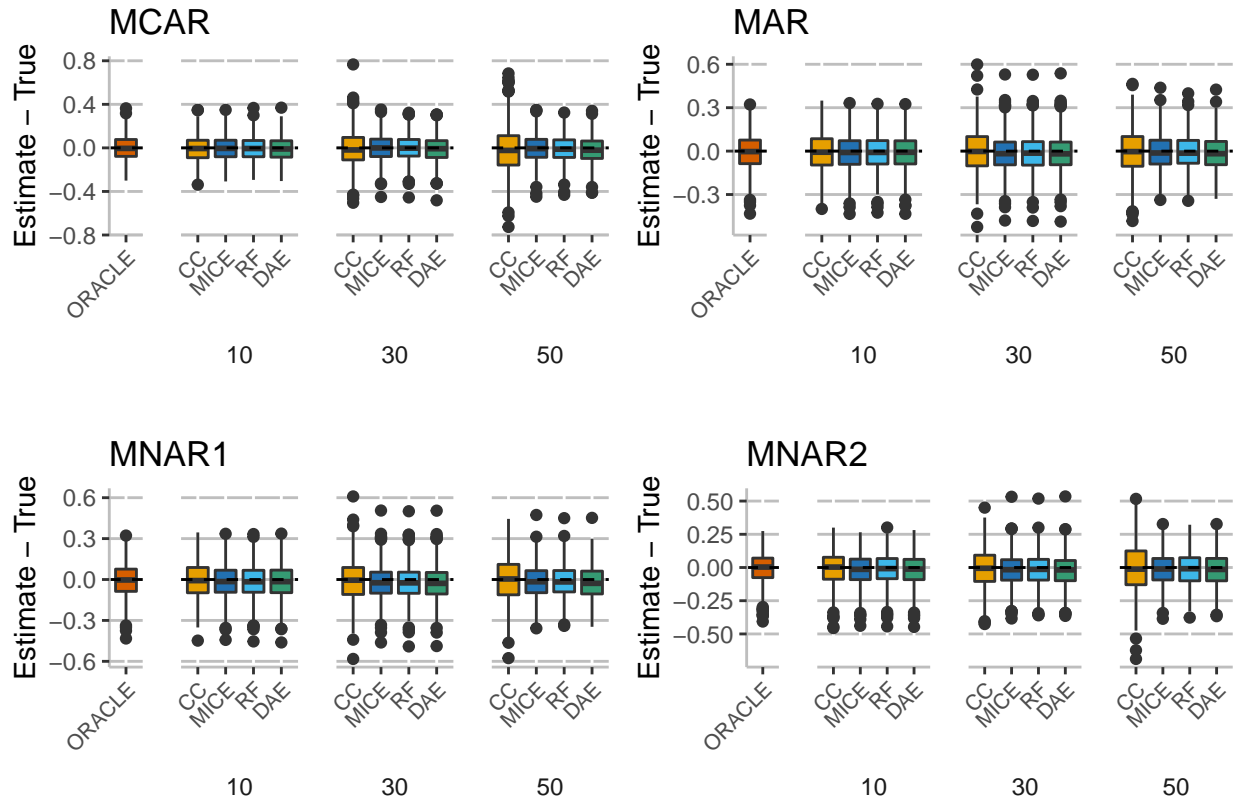 MCAR
Estimate − True
0.8
0.4
0.0
−0.4
−0.8
ORACLE
CC
MICE
RF
DAE
CC
MICE
RF
DAE
CC
MICE
RF
DAE
10
30
50
MAR
Estimate − True
0.6
0.3
0.0
−0.3
ORACLE
CC
MICE
RF
DAE
CC
MICE
RF
DAE
CC
MICE
RF
DAE
10
30
50
MNAR1
Estimate − True
0.6
0.3
0.0
−0.3
−0.6
ORACLE
CC
MICE
RF
DAE
CC
MICE
RF
DAE
CC
MICE
RF
DAE
10
30
50
MNAR2
Estimate − True
0.50
0.25
0.00
−0.25
−0.50
ORACLE
CC
MICE
RF
DAE
CC
MICE
RF
DAE
CC
MICE
RF
DAE
10
30
50